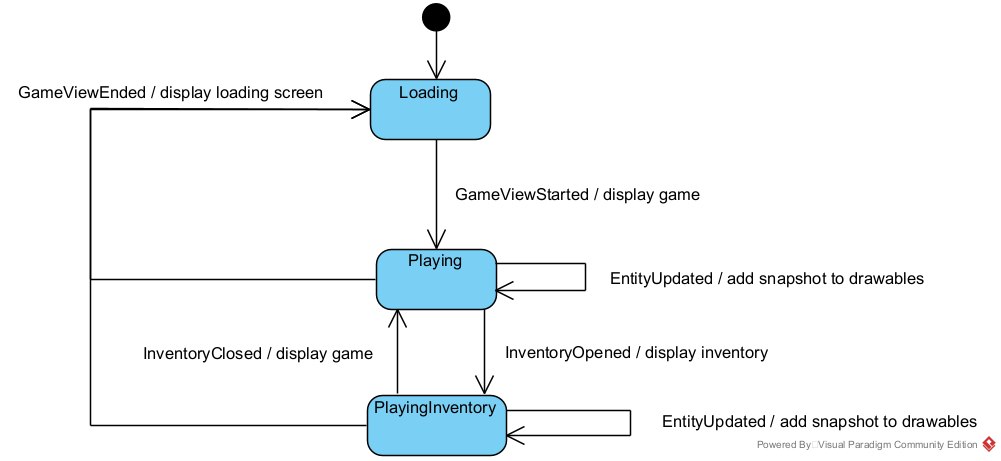 GameViewEnded / display loading screen
Loading
GameViewStarted / display game
Playing
EntityUpdated / add snapshot to drawables
InventoryClosed / display game
InventoryOpened / display inventory
PlayingInventory
EntityUpdated / add snapshot to drawables
Powered By Visual Paradigm Community Edition